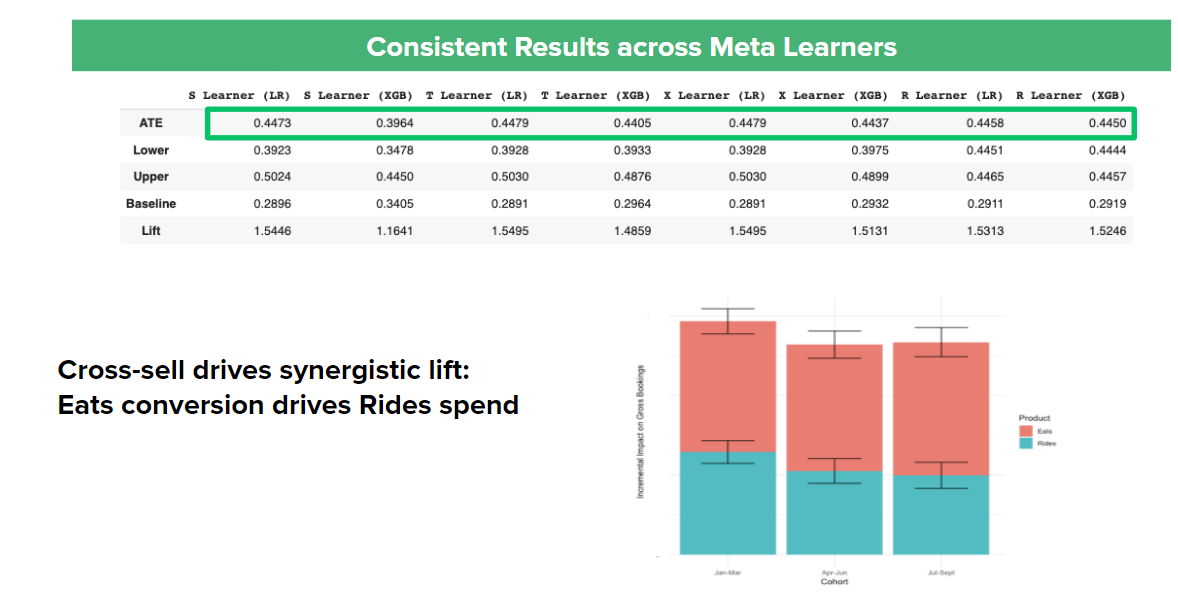 Consistent Results across Meta Learners
S Learner (LR) S Learner (XGB) T Learner (LR) T Learner (XGB) X Learner (LR) X Learner (XGB) R Learner (LR) R Learner (XGB)
ATE 0.4473 0.3964 0.4479 0.4405 0.4479 0.4437 0.4458 0.4450
Lower 0.3923 0.3478 0.3928 0.3933 0.3928 0.3975 0.4451 0.4444
Upper 0.5024 0.4450 0.5030 0.4876 0.5030 0.4899 0.4465 0.4457
Baseline 0.2896 0.3405 0.2891 0.2964 0.2891 0.2932 0.2911 0.2919
Lift 1.5446 1.1641 1.5495 1.4859 1.5495 1.5131 1.5313 1.5246
Cross-sell drives synergistic lift:
Eats conversion drives Rides spend
Incremental Impact on Gross Bookings
Jan-Mar Apr-Jun Jul-Sept
Cohort
Product
Eats
Rides